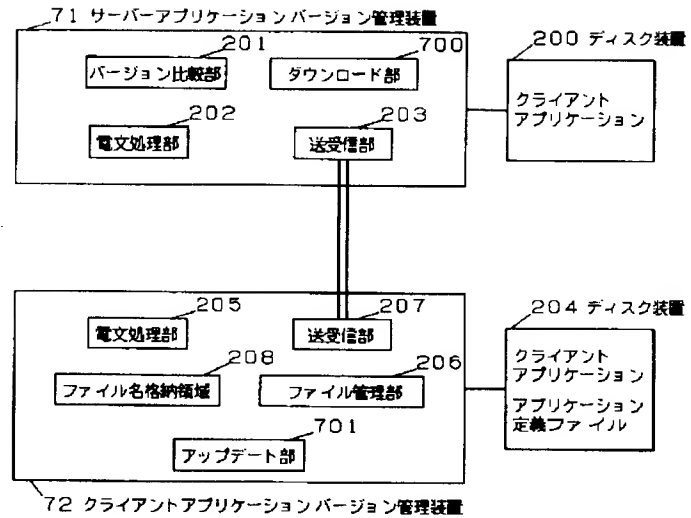 71 サーバーアプリケーション バージョン管理装置
201
700
バージョン比較部
ダウンロード部
202
203
電文処理部
送受信部
200 ディスク装置
クライアント
アプリケーション
205
207
電文処理部
送受信部
208
206
ファイル名格納領域
ファイル管理部
701
アップデート部
204 ディスク装置
クライアント
アプリケーション
アプリケーション
定義ファイル
72 クライアントアプリケーション バージョン管理装置